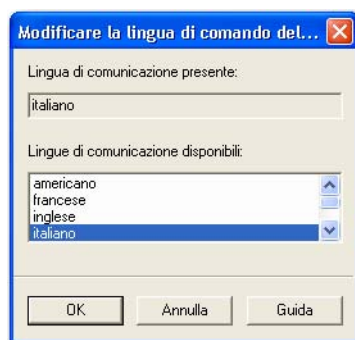 Modificare la lingua di comando del...
Lingua di comunicazione presente:
italiano
Lingue di comunicazione disponibili:
americano
francese
inglese
italiano
OK Annulla Guida